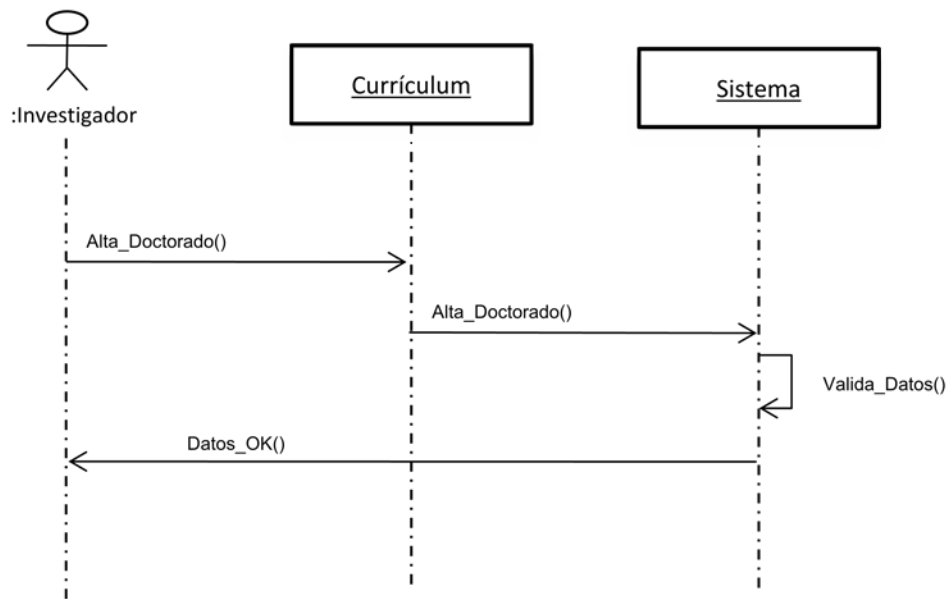 :Investigador
Currículum
Sistema
Alta_Doctorado()
Alta_Doctorado()
Valida_Datos()
Datos_OK()